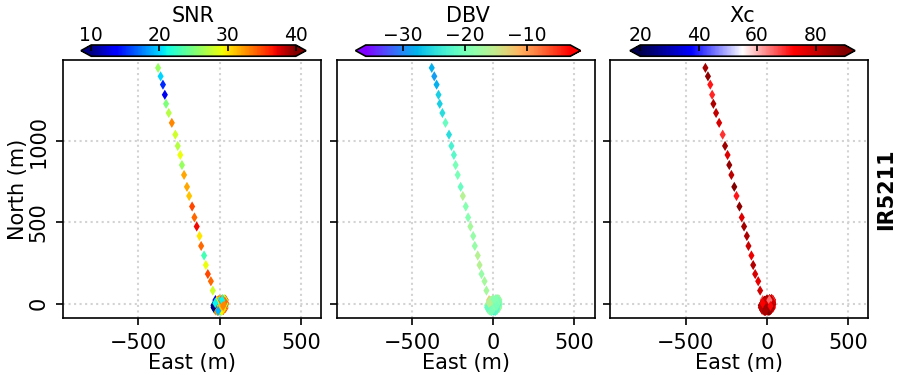 SNR
DBV
Xc
10 20 30 40
−30 −20 −10
20 40 60 80
North (m)
1000
500
0
IR5211
−500 0 500
−500 0 500
−500 0 500
East (m)
East (m)
East (m)